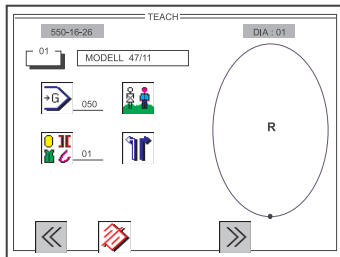 TEACH
550-16-26
DIA : 01
01
MODELL 47/11
G 050
01
R